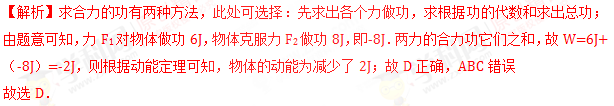 【解析】求合力的功有两种方法，此处可选择：先求出各个力做功，求根据功的代数和求出总功；
由题意可知，力 F₁对物体做功 6J，物体克服力 F₂做功 8J，即-8J．两力的合力功它们之和，故 W=6J+
（-8J）=-2J，则根据动能定理可知，物体的动能为减少了 2J；故 D 正确，ABC 错误
故选 D．